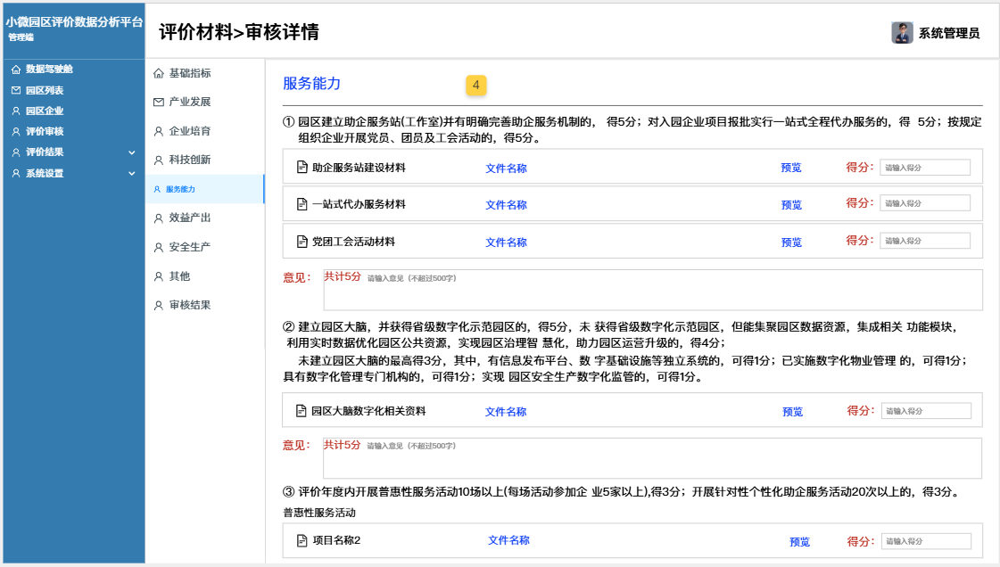 小微园区评价数据分析平台
管理端
评价材料>审核详情
系统管理员
数据驾驶舱
园区列表
园区企业
评价审核
评价结果
系统设置
基础指标
产业发展
企业培育
科技创新
服务能力
效益产出
安全生产
其他
审核结果
服务能力
4
① 园区建立助企服务站(工作室)并有明确完善助企服务机制的， 得5分；对入园企业项目报批实行一站式全程代办服务的，得 5分；按规定
组织企业开展党员、团员及工会活动的，得5分。
助企服务站建设材料 文件名称 预览 得分： 请输入得分
一站式代办服务材料 文件名称 预览 得分： 请输入得分
党团工会活动材料 文件名称 预览 得分： 请输入得分
意见： 共计5分 请输入意见（不超过500字）
② 建立园区大脑，并获得省级数字化示范园区的，得5分，未 获得省级数字化示范园区，但能集聚园区数据资源，集成相关 功能模块，
利用实时数据优化园区公共资源，实现园区治理智 慧化，助力园区运营升级的，得4分；
未建立园区大脑的最高得3分，其中，有信息发布平台、数 字基础设施等独立系统的，可得1分；已实施数字化物业管理 的，可得1分；
具有数字化管理专门机构的，可得1分；实现 园区安全生产数字化监管的，可得1分。
园区大脑数字化相关资料 文件名称 预览 得分： 请输入得分
意见： 共计5分 请输入意见（不超过500字）
③ 评价年度内开展普惠性服务活动10场以上(每场活动参加企 业5家以上),得3分；开展针对性个性化助企服务活动20次以上的，得3分。
普惠性服务活动
项目名称2 文件名称 预览 得分： 请输入得分